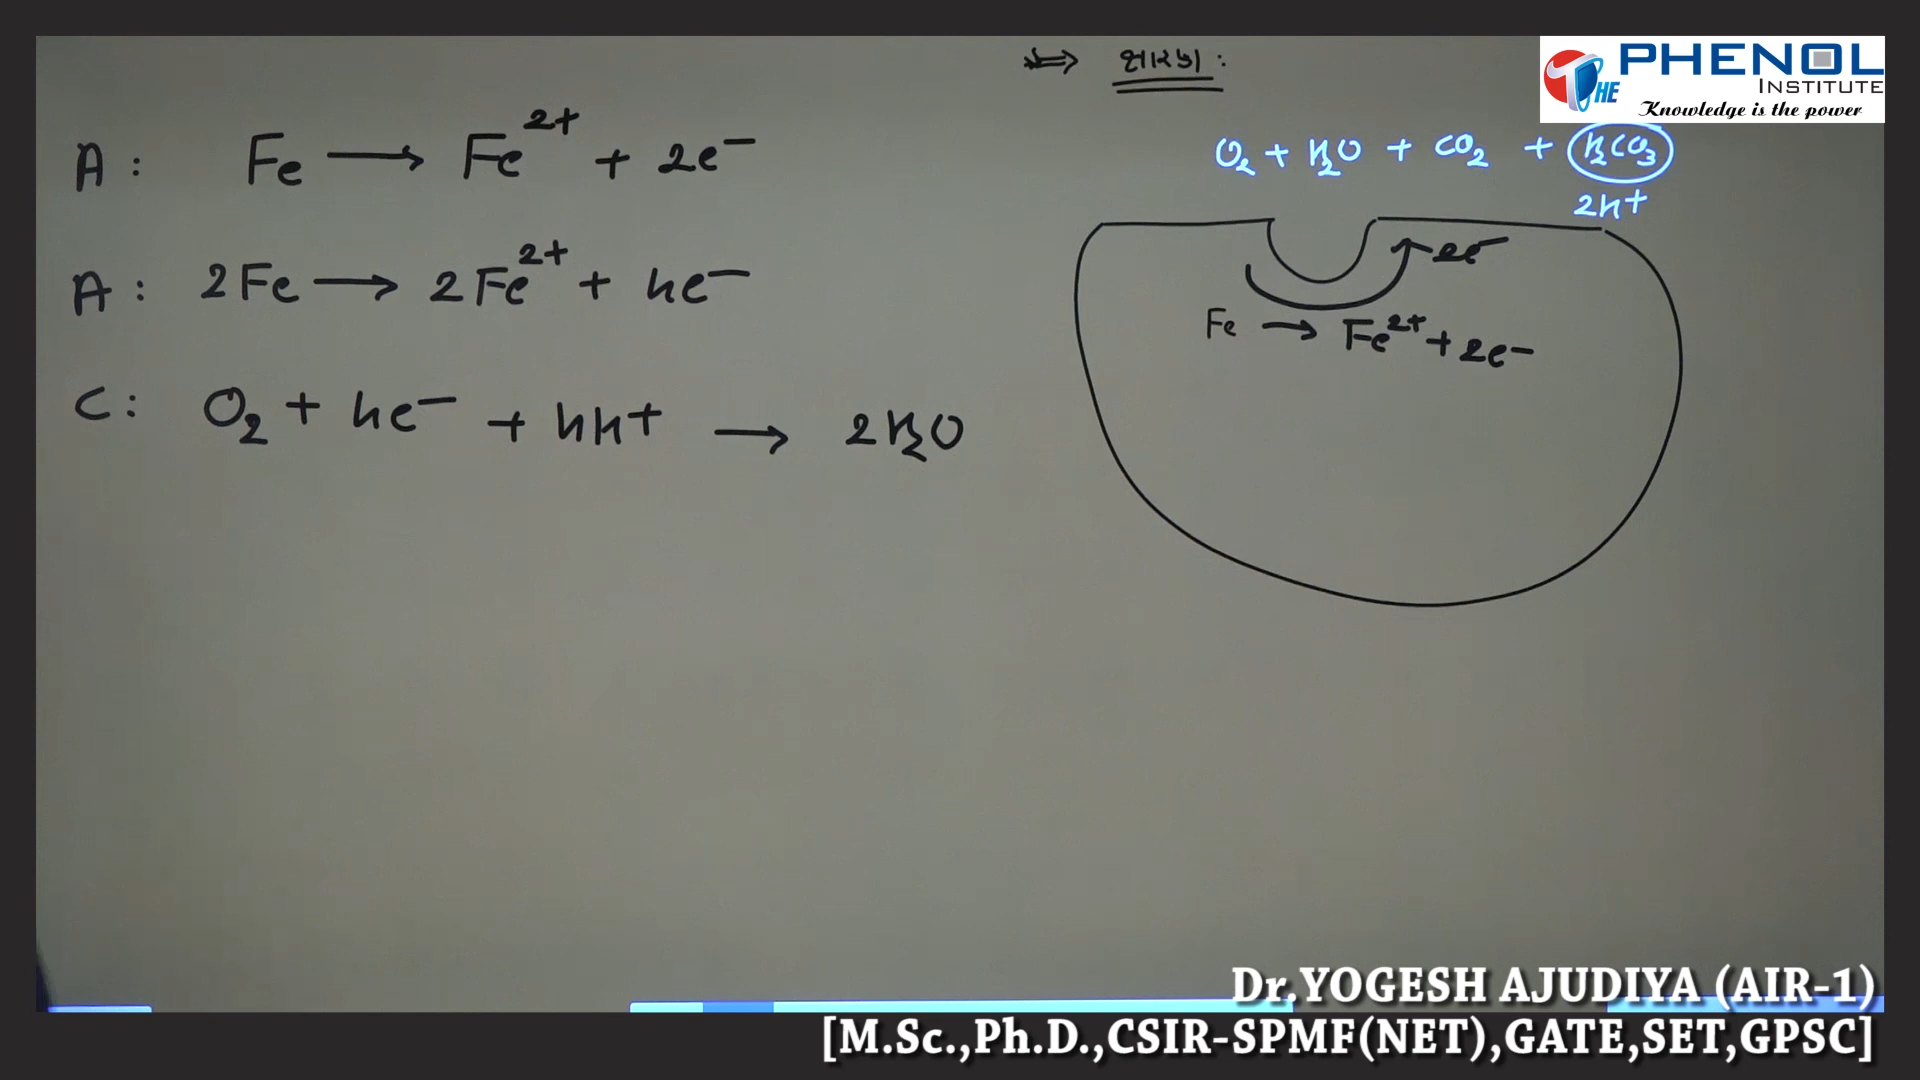 ⇒ ક્ષારણ :
THE PHENOL
INSTITUTE
Knowledge is the power
A : Fe ⟶ Fe²⁺ + 2e⁻
A : 2Fe ⟶ 2Fe²⁺ + 4e⁻
C : O₂ + 4e⁻ + 4H⁺ ⟶ 2H₂O
O₂ + H₂O + CO₂ + H₂CO₃
2H⁺
2e⁻
Fe ⟶ Fe²⁺ + 2e⁻
Dr.YOGESH AJUDIYA (AIR-1)
[M.Sc.,Ph.D.,CSIR-SPMF(NET),GATE,SET,GPSC]